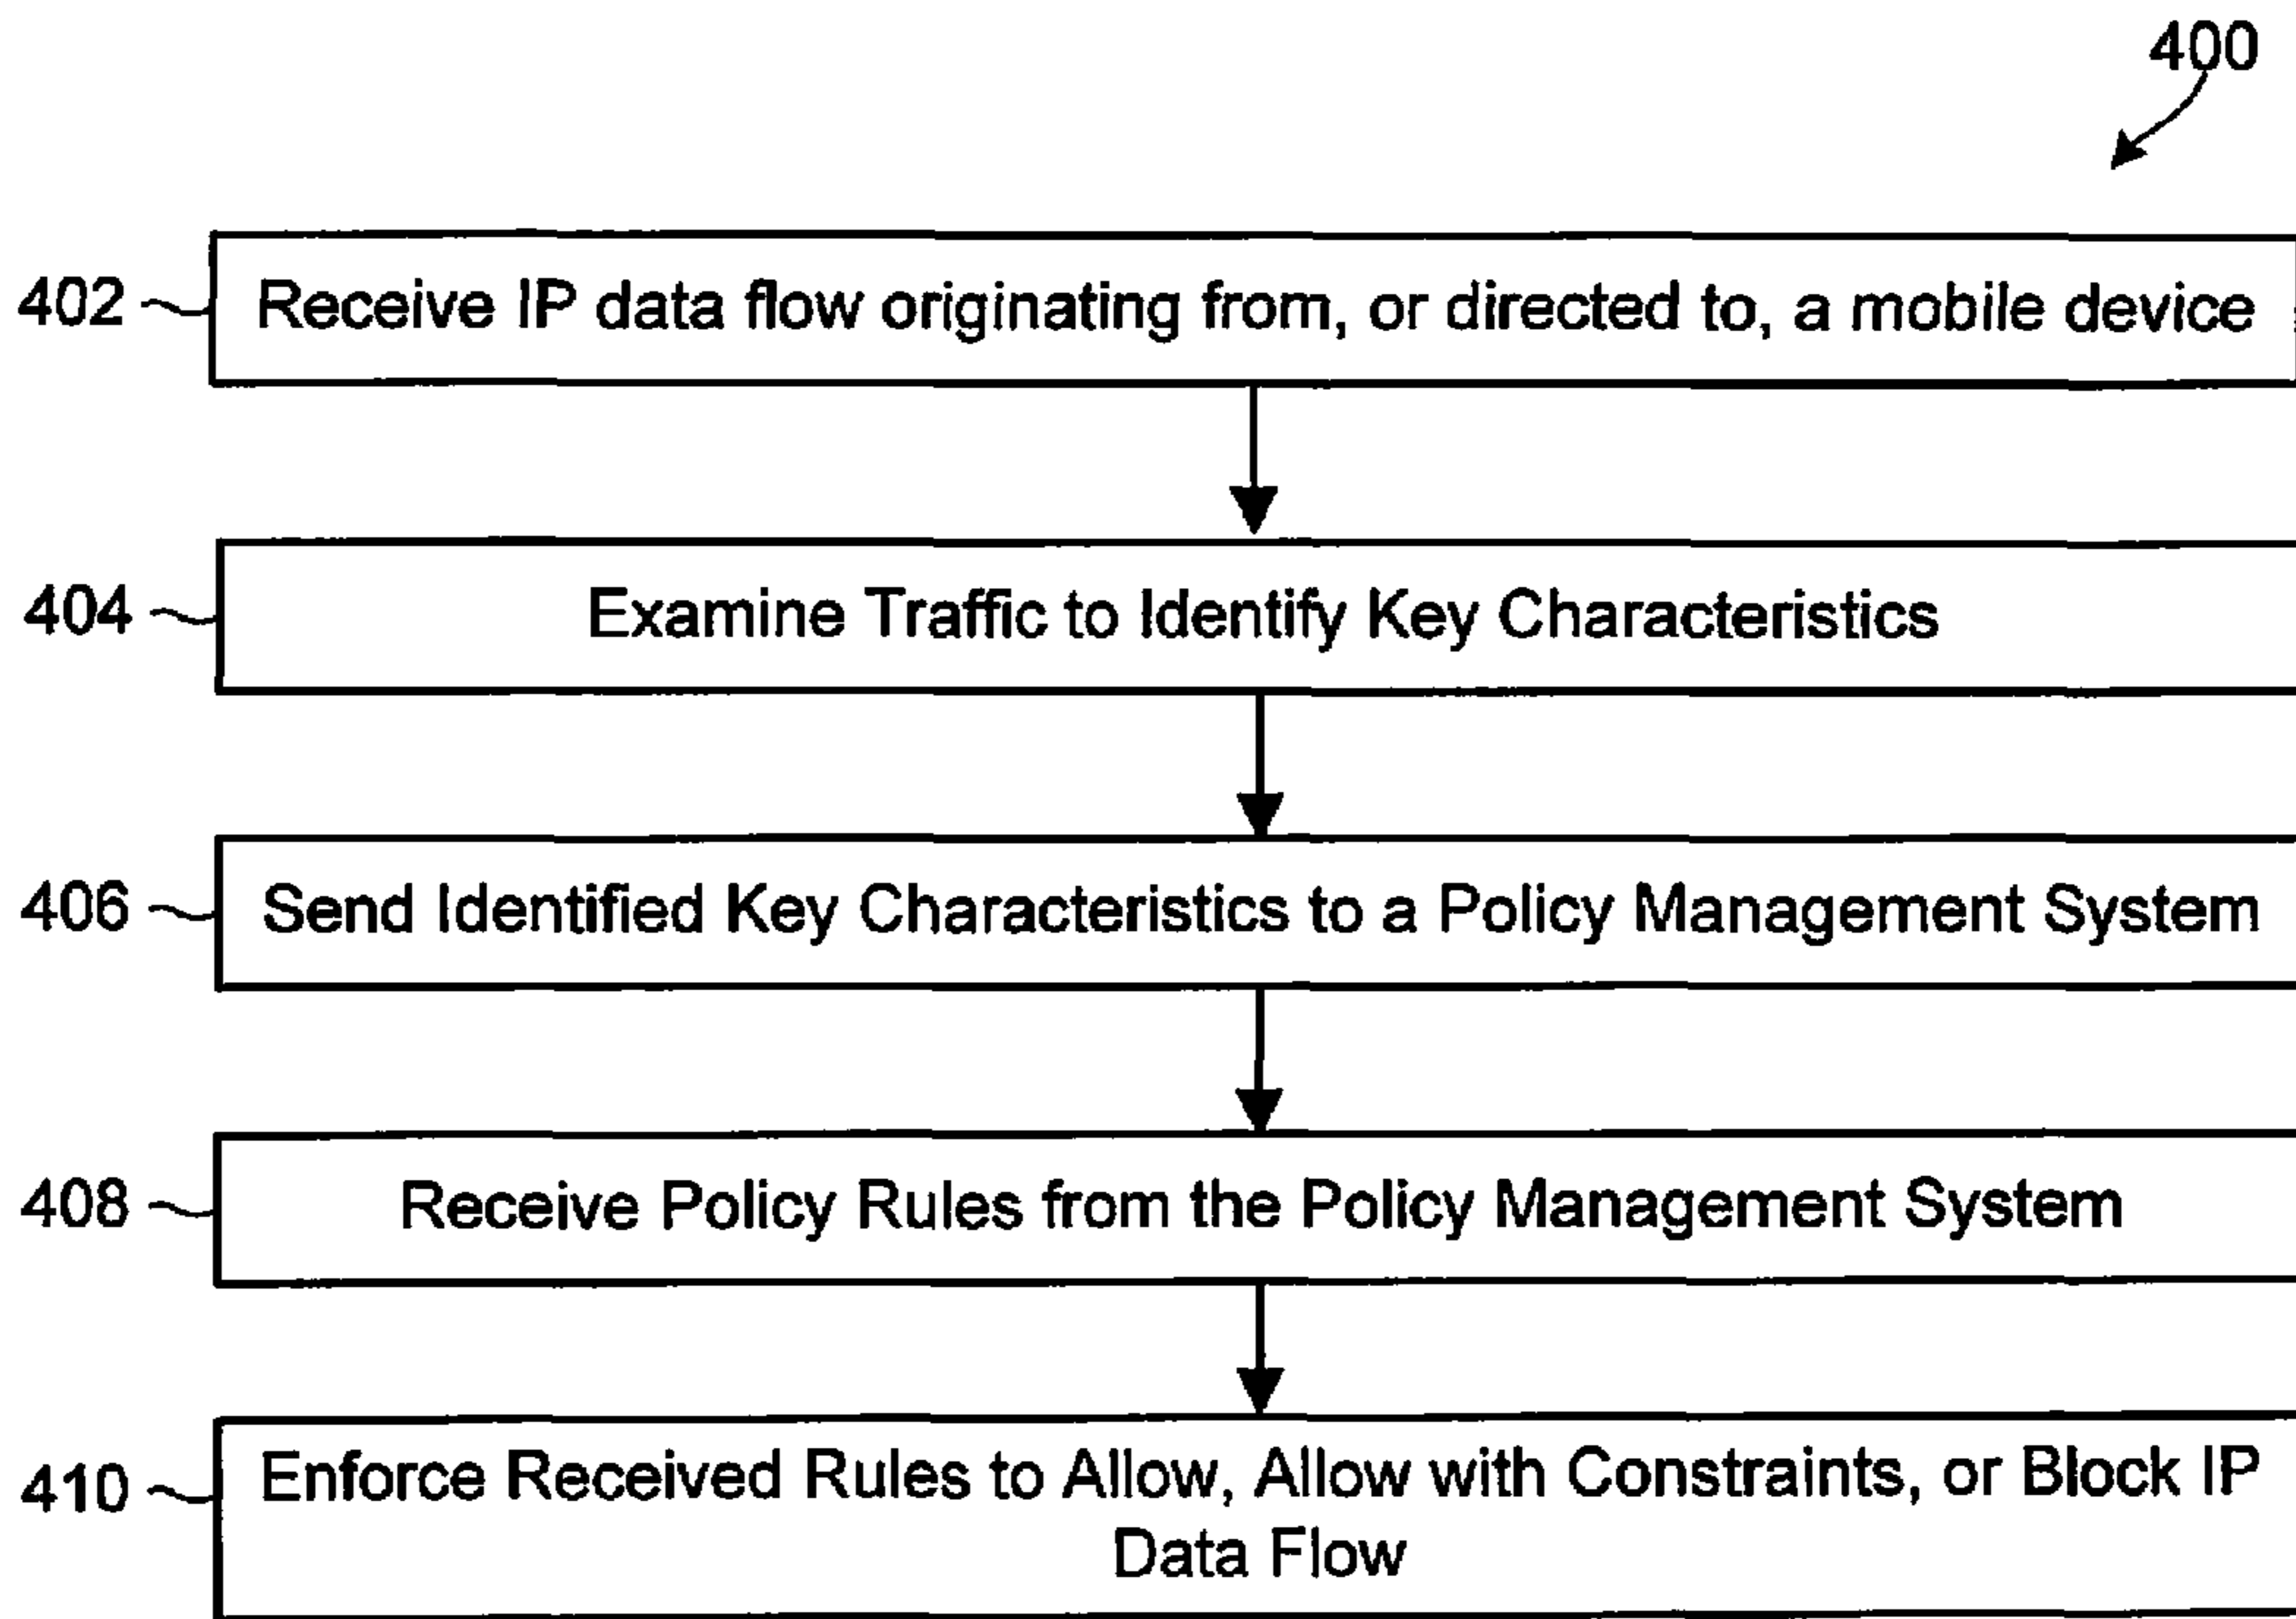 400
402
Receive IP data flow originating from, or directed to, a mobile device
404
Examine Traffic to Identify Key Characteristics
406
Send Identified Key Characteristics to a Policy Management System
408
Receive Policy Rules from the Policy Management System
410
Enforce Received Rules to Allow, Allow with Constraints, or Block IP
Data Flow